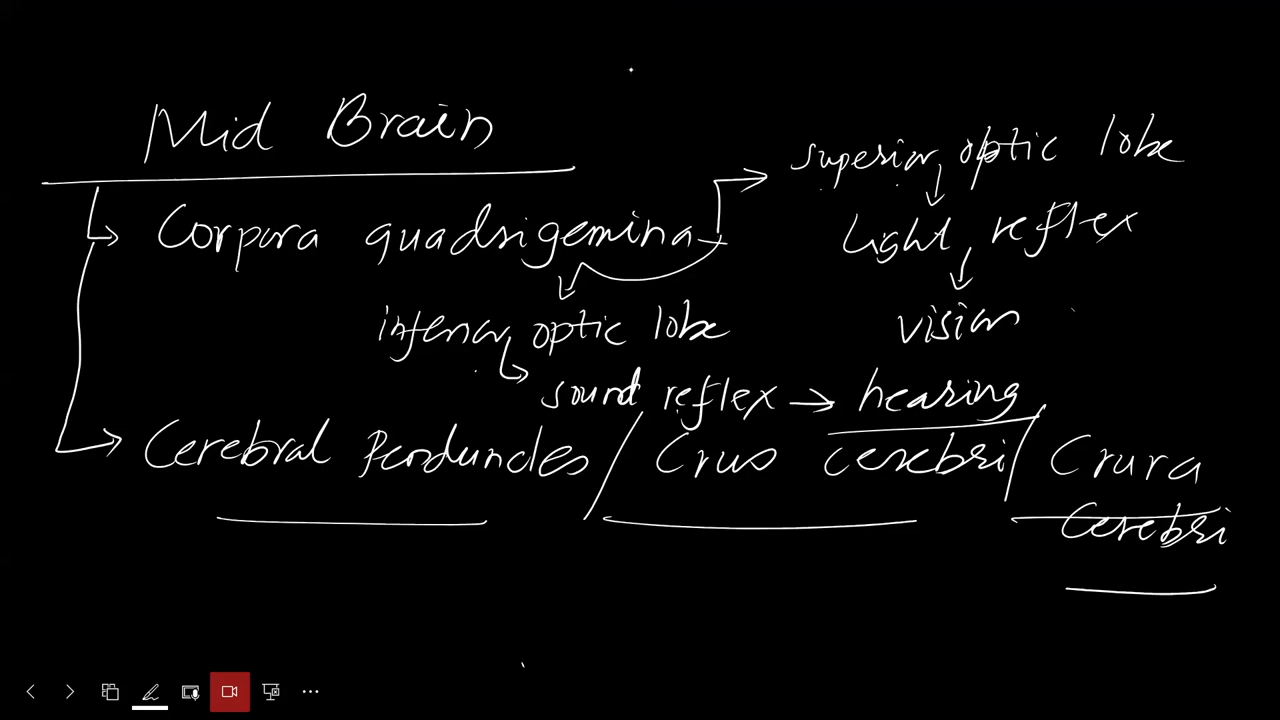 Mid Brain
Corpora quadrigemina
superior optic lobe
light reflex
vision
inferior optic lobe
sound reflex → hearing
Cerebral Penduncles / Crus Cerebri / Crura
Cerebri